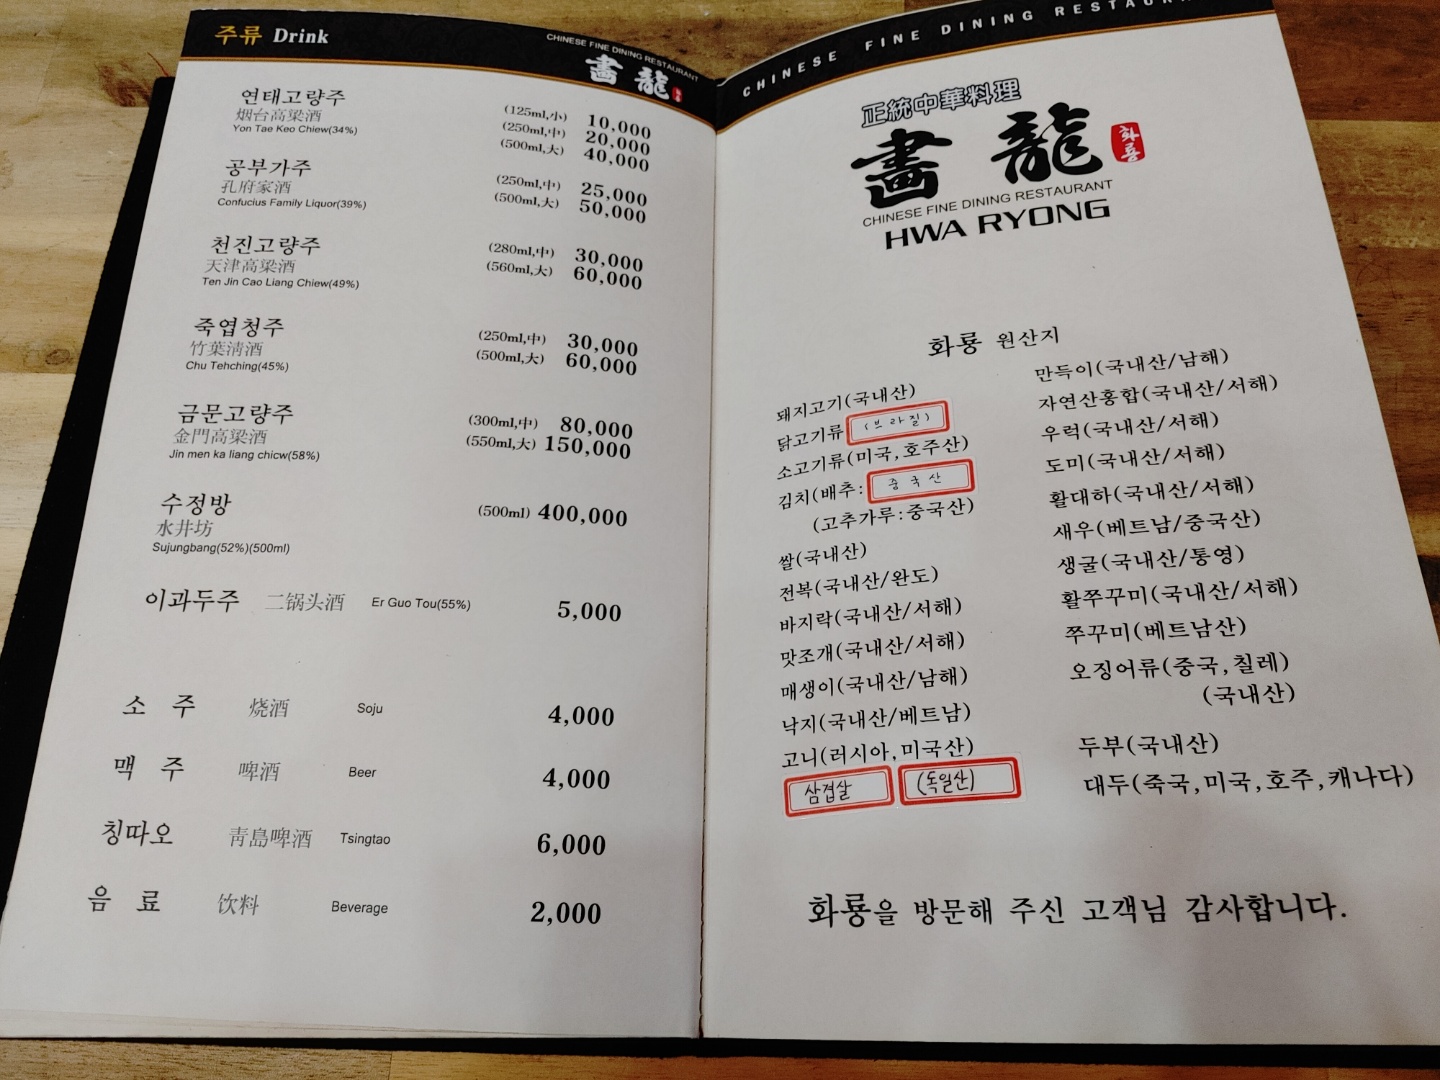 주류 Drink
CHINESE FINE DINING RESTAURANT
畵龍
화룡
연태고량주
烟台高粱酒
Yon Tae Keo Chiew(34%)
(125ml,小) 10,000
(250ml,中) 20,000
(500ml,大) 40,000
공부가주
孔府家酒
Confucius Family Liquor(39%)
(250ml,中) 25,000
(500ml,大) 50,000
천진고량주
天津高梁酒
Ten Jin Cao Liang Chiew(49%)
(280ml,中) 30,000
(560ml,大) 60,000
죽엽청주
竹葉淸酒
Chu Tehching(45%)
(250ml,中) 30,000
(500ml,大) 60,000
금문고량주
金門高梁酒
Jin men ka liang chicw(58%)
(300ml,中) 80,000
(550ml,大) 150,000
수정방
水井坊
Sujungbang(52%)(500ml)
(500ml) 400,000
이과두주 二锅头酒 Er Guo Tou(55%) 5,000
소 주 烧酒 Soju 4,000
맥 주 啤酒 Beer 4,000
칭따오 靑島啤酒 Tsingtao 6,000
음 료 饮料 Beverage 2,000
CHINESE FINE DINING RESTAURA
正統中華料理
畵龍
화룡
CHINESE FINE DINING RESTAURANT
HWA RYONG
화룡 원산지
돼지고기(국내산)
닭고기류 (브라질)
소고기류(미국,호주산)
김치(배추: 중국산
(고추가루:중국산)
쌀(국내산)
전복(국내산/완도)
바지락(국내산/서해)
맛조개(국내산/서해)
매생이(국내산/남해)
낙지(국내산/베트남)
고니(러시아,미국산)
삼겹살 (독일산)
만득이(국내산/남해)
자연산홍합(국내산/서해)
우럭(국내산/서해)
도미(국내산/서해)
활대하(국내산/서해)
새우(베트남/중국산)
생굴(국내산/통영)
활쭈꾸미(국내산/서해)
쭈꾸미(베트남산)
오징어류(중국,칠레)
(국내산)
두부(국내산)
대두(죽국,미국,호주,캐나다)
화룡을 방문해 주신 고객님 감사합니다.